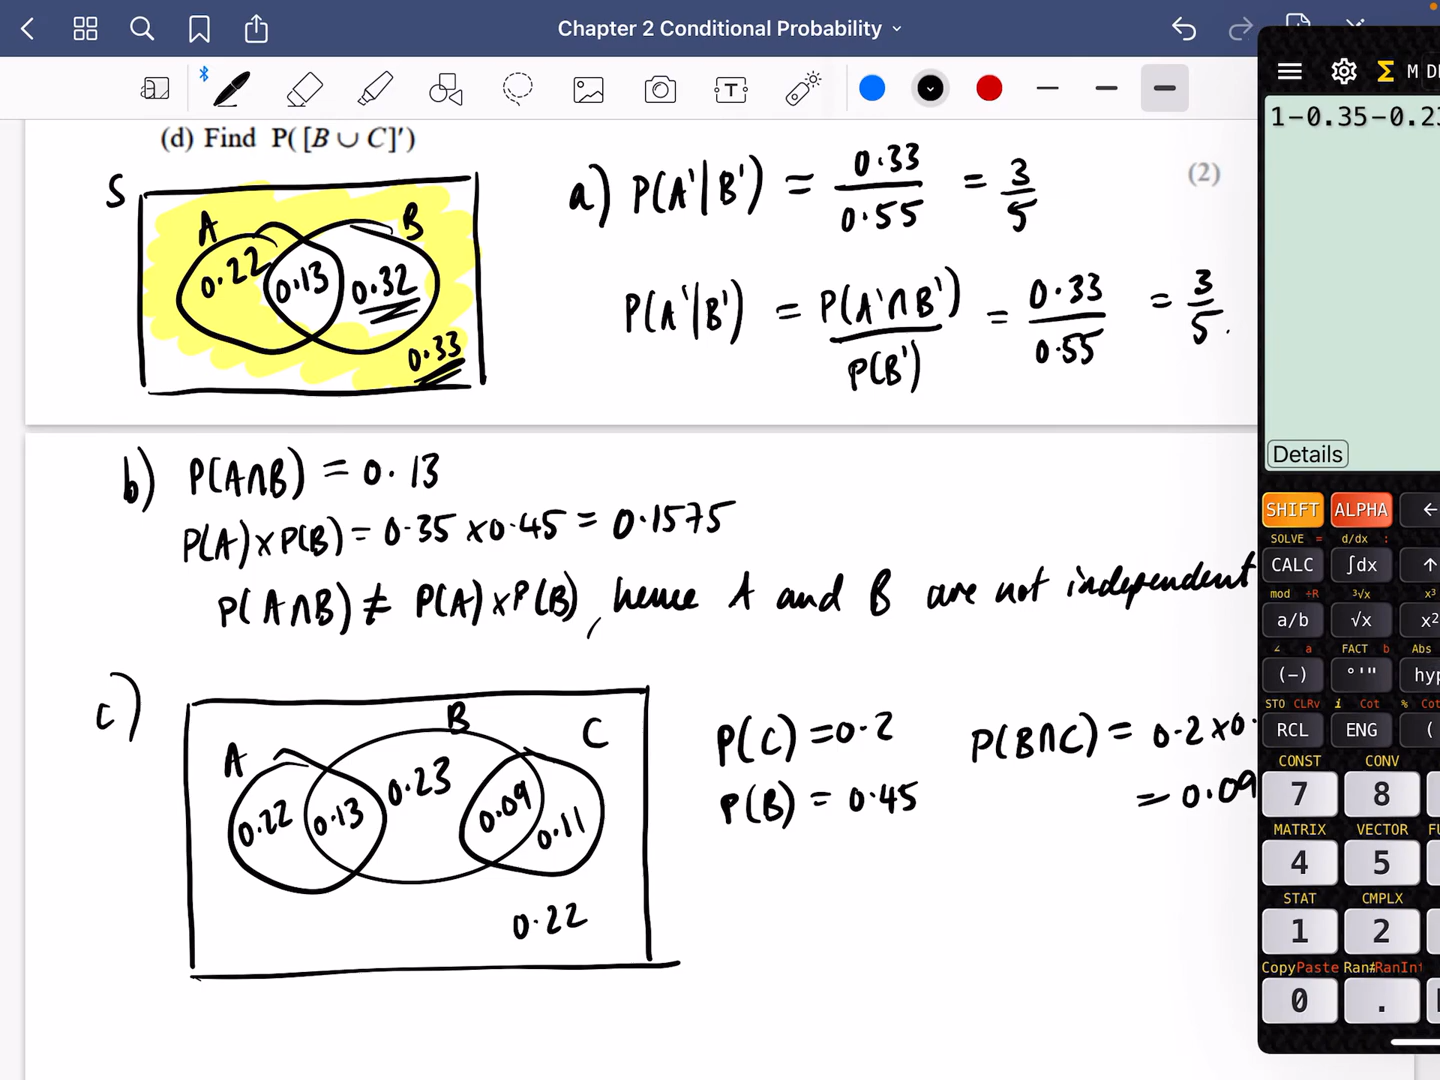 Chapter 2 Conditional Probability
(d) Find P([B ∪ C]′)
(2)
S
A
B
0.22
0.13
0.32
0.33
a) P(A'|B') = 0.33/0.55 = 3/5
P(A'|B') = P(A'∩B')/P(B') = 0.33/0.55 = 3/5.
b) P(A∩B) = 0.13
P(A)×P(B) = 0.35 × 0.45 = 0.1575
P(A∩B) ≠ P(A)×P(B), hence A and B are not independent
c)
A
B
C
0.22
0.13
0.23
0.09
0.11
0.22
P(C) = 0.2
P(B) = 0.45
P(B∩C) = 0.2 × 0.
= 0.09
M
1-0.35-0.23
Details
SHIFT ALPHA ←
SOLVE = d/dx :
CALC ∫dx ↑
mod ÷R ³√x x³
a/b √x x²
∠ a FACT b Abs
(-) °'" hyp
STO CLRv i Cot % Cot
RCL ENG (
CONST CONV
7 8
MATRIX VECTOR
4 5
STAT CMPLX
1 2
Copy Paste Ran# RanInt
0 .